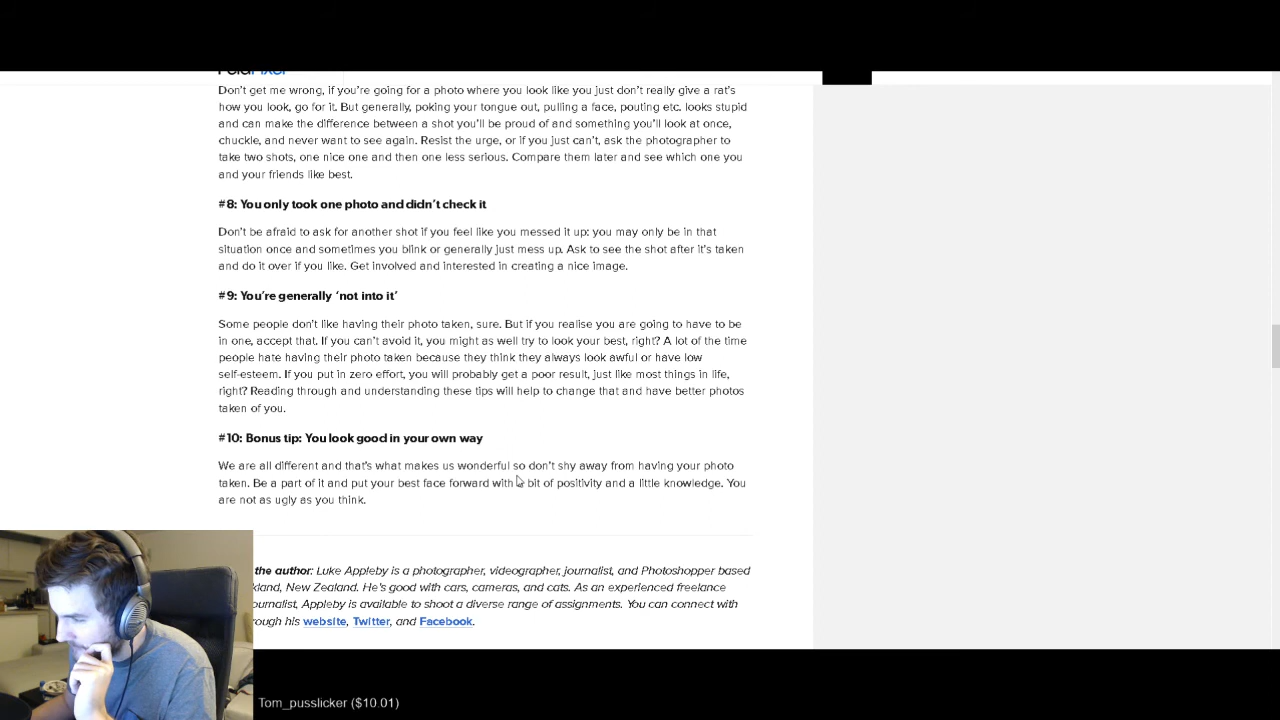 Don't get me wrong, if you're going for a photo where you look like you just don't really give a rat's
how you look, go for it. But generally, poking your tongue out, pulling a face, pouting etc. looks stupid
and can make the difference between a shot you'll be proud of and something you'll look at once,
chuckle, and never want to see again. Resist the urge, or if you just can't, ask the photographer to
take two shots, one nice one and then one less serious. Compare them later and see which one you
and your friends like best.
#8: You only took one photo and didn't check it
Don't be afraid to ask for another shot if you feel like you messed it up: you may only be in that
situation once and sometimes you blink or generally just mess up. Ask to see the shot after it's taken
and do it over if you like. Get involved and interested in creating a nice image.
#9: You're generally ‘not into it’
Some people don't like having their photo taken, sure. But if you realise you are going to have to be
in one, accept that. If you can't avoid it, you might as well try to look your best, right? A lot of the time
people hate having their photo taken because they think they always look awful or have low
self-esteem. If you put in zero effort, you will probably get a poor result, just like most things in life,
right? Reading through and understanding these tips will help to change that and have better photos
taken of you.
#10: Bonus tip: You look good in your own way
We are all different and that's what makes us wonderful so don't shy away from having your photo
taken. Be a part of it and put your best face forward with bit of positivity and a little knowledge. You
are not as ugly as you think.
the author: Luke Appleby is a photographer, videographer, journalist, and Photoshopper based
kland, New Zealand. He's good with cars, cameras, and cats. As an experienced freelance
ournalist, Appleby is available to shoot a diverse range of assignments. You can connect with
rough his website, Twitter, and Facebook.
Tom_pusslicker ($10.01)